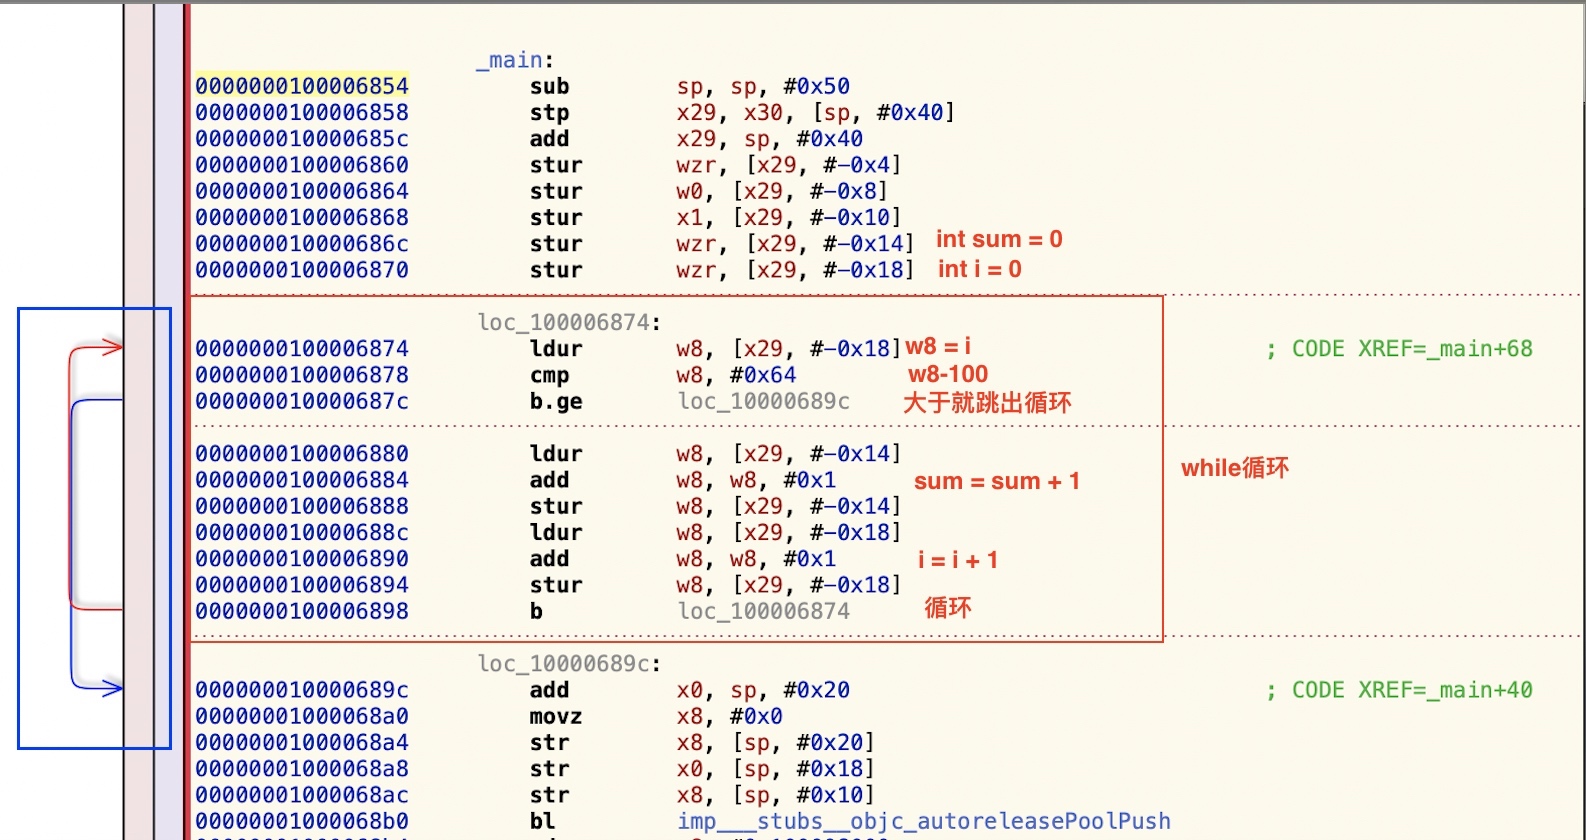 _main:
0000000100006854 sub sp, sp, #0x50
0000000100006858 stp x29, x30, [sp, #0x40]
000000010000685c add x29, sp, #0x40
0000000100006860 stur wzr, [x29, #-0x4]
0000000100006864 stur w0, [x29, #-0x8]
0000000100006868 stur x1, [x29, #-0x10]
000000010000686c stur wzr, [x29, #-0x14] int sum = 0
0000000100006870 stur wzr, [x29, #-0x18] int i = 0
loc_100006874:
0000000100006874 ldur w8, [x29, #-0x18] w8 = i ; CODE XREF=_main+68
0000000100006878 cmp w8, #0x64 w8-100
000000010000687c b.ge loc_10000689c 大于就跳出循环
0000000100006880 ldur w8, [x29, #-0x14]
while循环
0000000100006884 add w8, w8, #0x1 sum = sum + 1
0000000100006888 stur w8, [x29, #-0x14]
000000010000688c ldur w8, [x29, #-0x18]
0000000100006890 add w8, w8, #0x1 i = i + 1
0000000100006894 stur w8, [x29, #-0x18]
0000000100006898 b loc_100006874 循环
loc_10000689c:
000000010000689c add x0, sp, #0x20 ; CODE XREF=_main+40
00000001000068a0 movz x8, #0x0
00000001000068a4 str x8, [sp, #0x20]
00000001000068a8 str x0, [sp, #0x18]
00000001000068ac str x8, [sp, #0x10]
00000001000068b0 bl imp___stubs__objc_autoreleasePoolPush